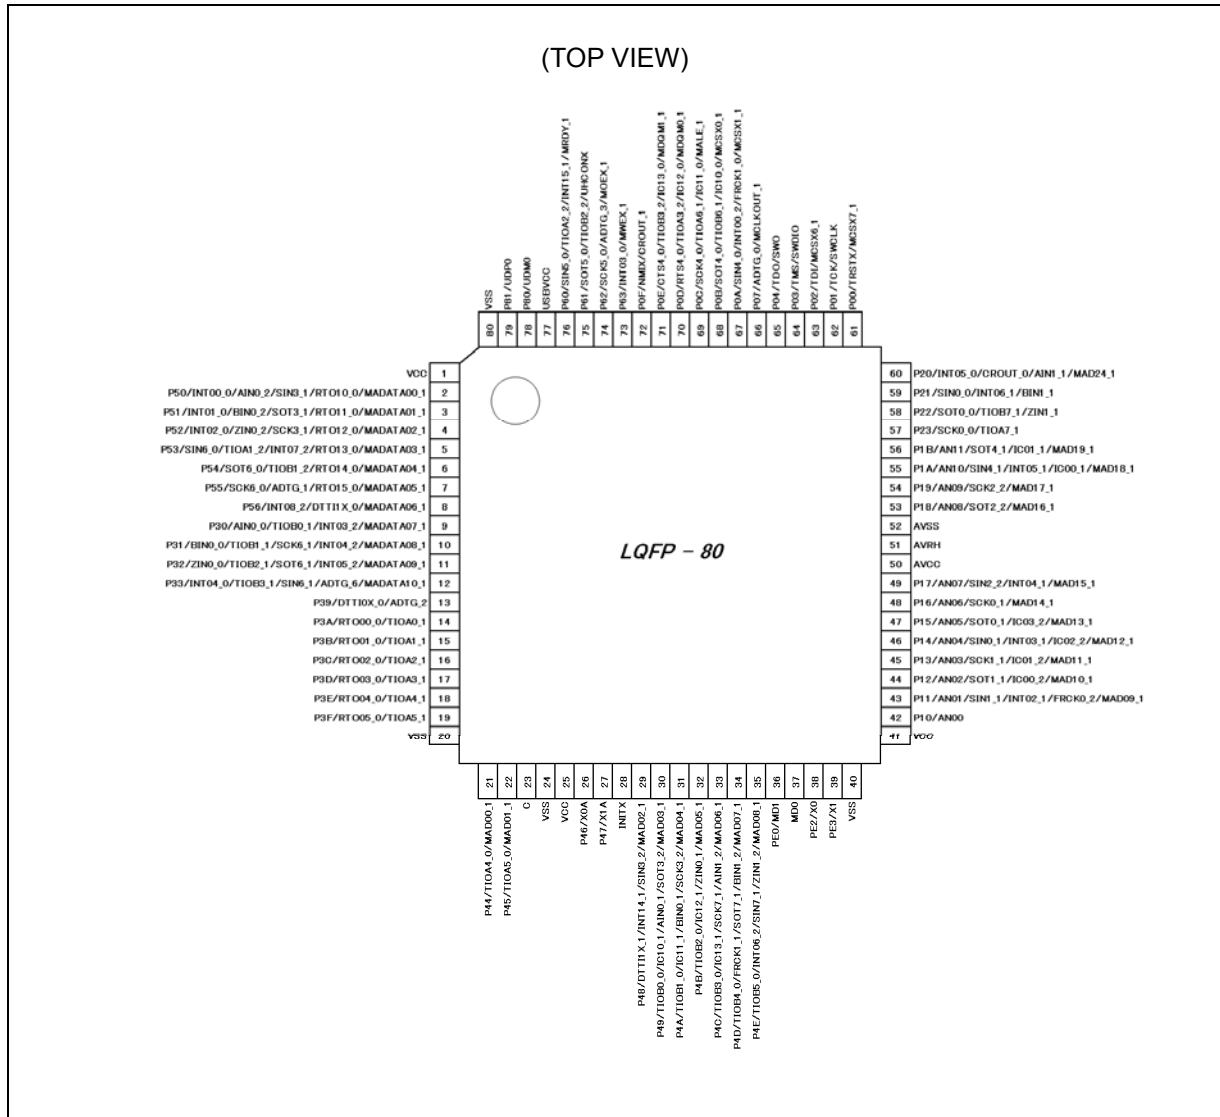 (TOP VIEW)
VSS
P81/UDP0
P80/UDM0
USBVCC
P60/SIN5_0/TIOA2_2/INT15_1/MRDY_1
P61/SOT5_0/TIOB2_2/UHCONX
P62/SCK5_0/ADTG_3/MOEX_1
P63/INT03_0/MWEX_1
P0F/NMIX/CROUT_1
P0E/CTS4_0/TIOB3_2/IC13_0/MDQM1_1
P0D/RTS4_0/TIOA3_2/IC12_0/MDQM0_1
P0C/SCK4_0/TIOA6_1/IC11_0/MALE_1
P0B/SOT4_0/TIOB6_1/IC10_0/MCSX0_1
P0A/SIN4_0/INT00_2/FRCK1_0/MCSX1_1
P07/ADTG_0/MCLKOUT_1
P04/TDO/SWO
P03/TMS/SWDIO
P02/TDI/MCSX6_1
P01/TCK/SWCLK
P00/TRSTX/MCSX7_1
80 79 78 77 76 75 74 73 72 71 70 69 68 67 66 65 64 63 62 61
VCC 1
P50/INT00_0/AIN0_2/SIN3_1/RTO10_0/MADATA00_1 2
P51/INT01_0/BIN0_2/SOT3_1/RTO11_0/MADATA01_1 3
P52/INT02_0/ZIN0_2/SCK3_1/RTO12_0/MADATA02_1 4
P53/SIN6_0/TIOA1_2/INT07_2/RTO13_0/MADATA03_1 5
P54/SOT6_0/TIOB1_2/RTO14_0/MADATA04_1 6
P55/SCK6_0/ADTG_1/RTO15_0/MADATA05_1 7
P56/INT08_2/DTTI1X_0/MADATA06_1 8
P30/AIN0_0/TIOB0_1/INT03_2/MADATA07_1 9
P31/BIN0_0/TIOB1_1/SCK6_1/INT04_2/MADATA08_1 10
P32/ZIN0_0/TIOB2_1/SOT6_1/INT05_2/MADATA09_1 11
P33/INT04_0/TIOB3_1/SIN6_1/ADTG_6/MADATA10_1 12
P39/DTTI0X_0/ADTG_2 13
P3A/RTO00_0/TIOA0_1 14
P3B/RTO01_0/TIOA1_1 15
P3C/RTO02_0/TIOA2_1 16
P3D/RTO03_0/TIOA3_1 17
P3E/RTO04_0/TIOA4_1 18
P3F/RTO05_0/TIOA5_1 19
VSS 20
LQFP - 80
60 P20/INT05_0/CROUT_0/AIN1_1/MAD24_1
59 P21/SIN0_0/INT06_1/BIN1_1
58 P22/SOT0_0/TIOB7_1/ZIN1_1
57 P23/SCK0_0/TIOA7_1
56 P1B/AN11/SOT4_1/IC01_1/MAD19_1
55 P1A/AN10/SIN4_1/INT05_1/IC00_1/MAD18_1
54 P19/AN09/SCK2_2/MAD17_1
53 P18/AN08/SOT2_2/MAD16_1
52 AVSS
51 AVRH
50 AVCC
49 P17/AN07/SIN2_2/INT04_1/MAD15_1
48 P16/AN06/SCK0_1/MAD14_1
47 P15/AN05/SOT0_1/IC03_2/MAD13_1
46 P14/AN04/SIN0_1/INT03_1/IC02_2/MAD12_1
45 P13/AN03/SCK1_1/IC01_2/MAD11_1
44 P12/AN02/SOT1_1/IC00_2/MAD10_1
43 P11/AN01/SIN1_1/INT02_1/FRCK0_2/MAD09_1
42 P10/AN00
41 VCC
21 22 23 24 25 26 27 28 29 30 31 32 33 34 35 36 37 38 39 40
P44/TIOA4_0/MAD00_1
P45/TIOA5_0/MAD01_1
C
VSS
VCC
P46/X0A
P47/X1A
INITX
P48/DTTI1X_1/INT14_1/SIN3_2/MAD02_1
P49/TIOB0_0/IC10_1/AIN0_1/SOT3_2/MAD03_1
P4A/TIOB1_0/IC11_1/BIN0_1/SCK3_2/MAD04_1
P4B/TIOB2_0/IC12_1/ZIN0_1/MAD05_1
P4C/TIOB3_0/IC13_1/SCK7_1/AIN1_2/MAD06_1
P4D/TIOB4_0/FRCK1_1/SOT7_1/BIN1_2/MAD07_1
P4E/TIOB5_0/INT06_2/SIN7_1/ZIN1_2/MAD08_1
PE0/MD1
MD0
PE2/X0
PE3/X1
VSS